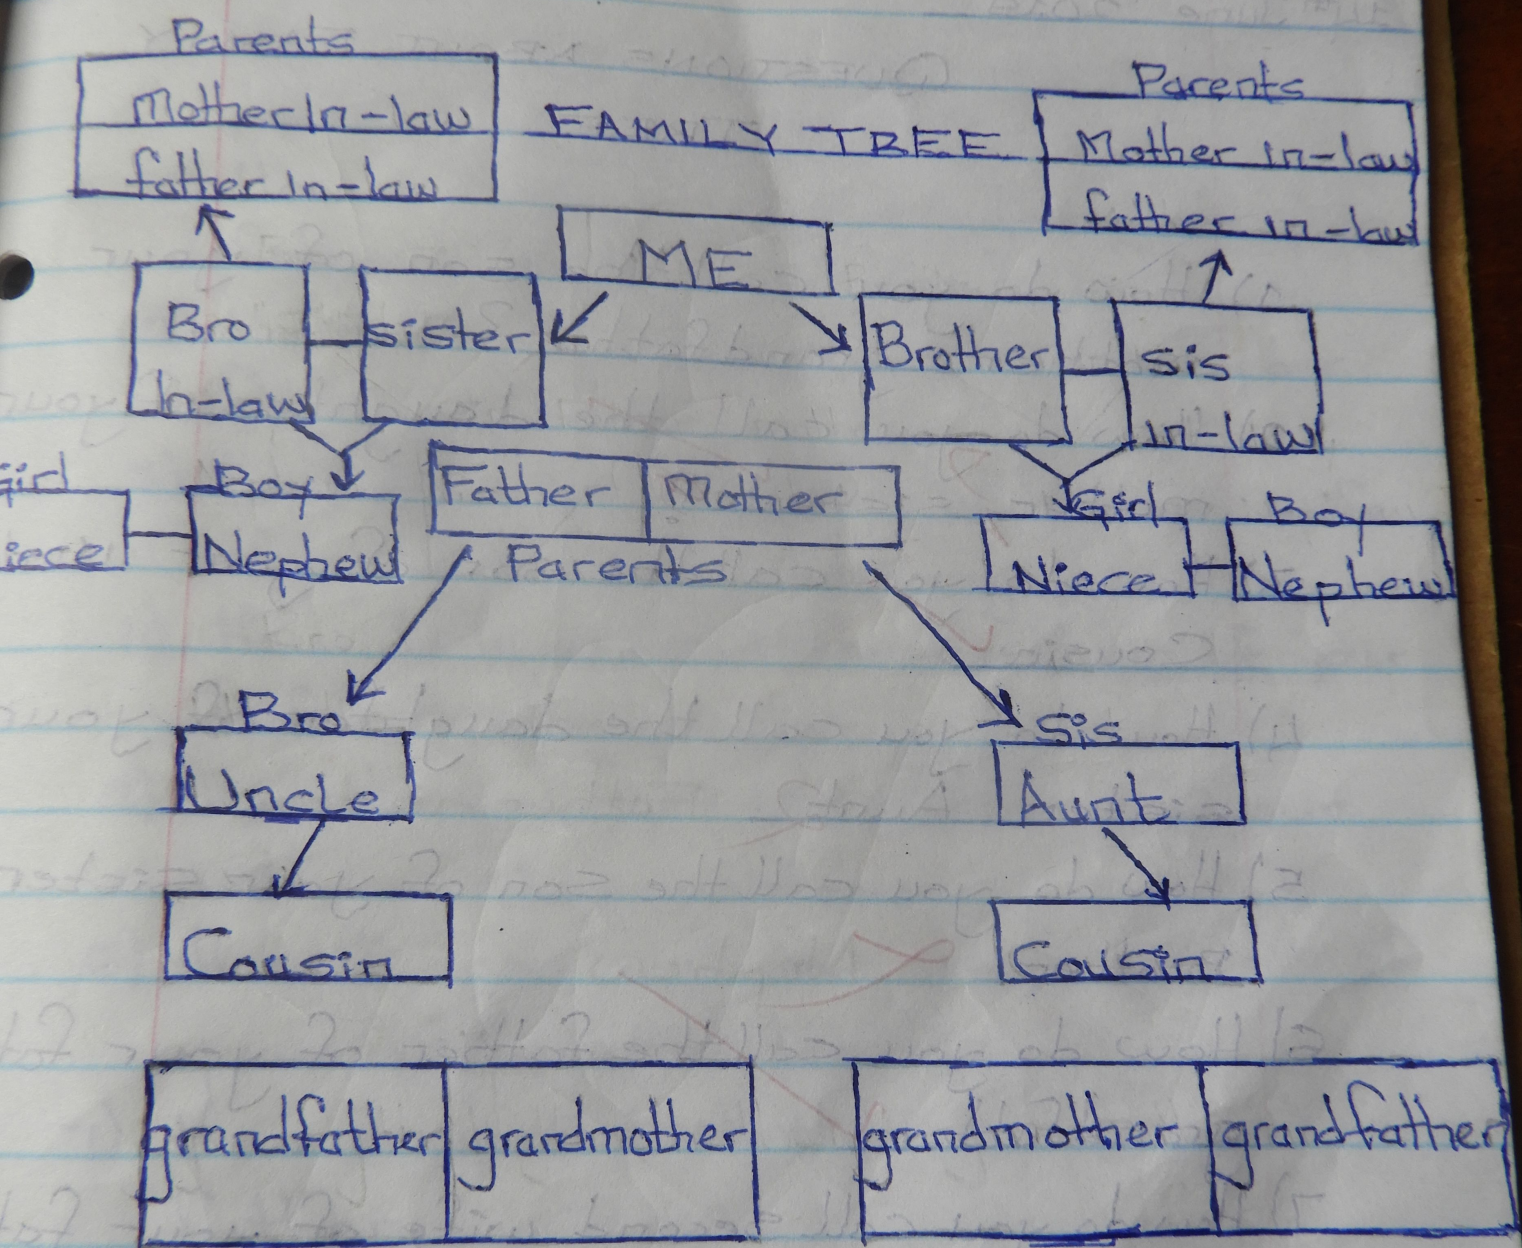 Parents
Mother In-law
father In-law
FAMILY TREE
Parents
Mother in-law
father in-law
ME
Bro
In-law
sister
Brother
sis
in-law
Girl
Boy
Nephew
Father Mother
Parents
Girl
Niece
Boy
Nephew
Bro
Uncle
Sis
Aunt
Cousin
Cousin
grandfather grandmother
grandmother grandfather